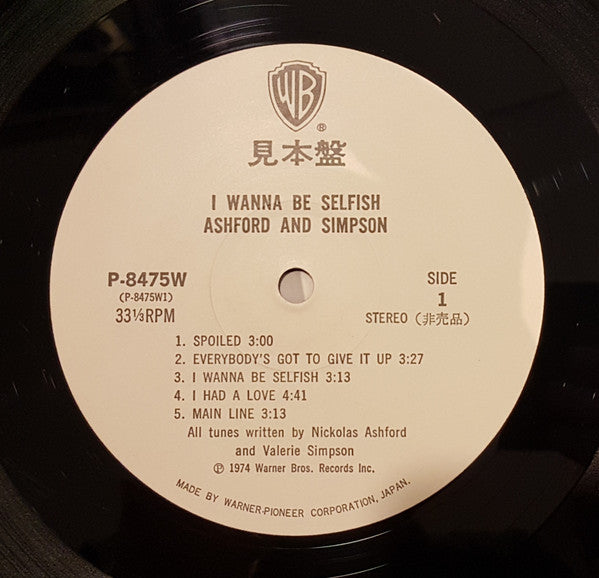 WB
®
見本盤
I WANNA BE SELFISH
ASHFORD AND SIMPSON
P-8475W
(P-8475W1)
33⅓RPM
SIDE
1
STEREO (非売品)
1. SPOILED 3:00
2. EVERYBODY'S GOT TO GIVE IT UP 3:27
3. I WANNA BE SELFISH 3:13
4. I HAD A LOVE 4:41
5. MAIN LINE 3:13
All tunes written by Nickolas Ashford
and Valerie Simpson
Ⓟ 1974 Warner Bros. Records Inc.
MADE BY WARNER-PIONEER CORPORATION, JAPAN.